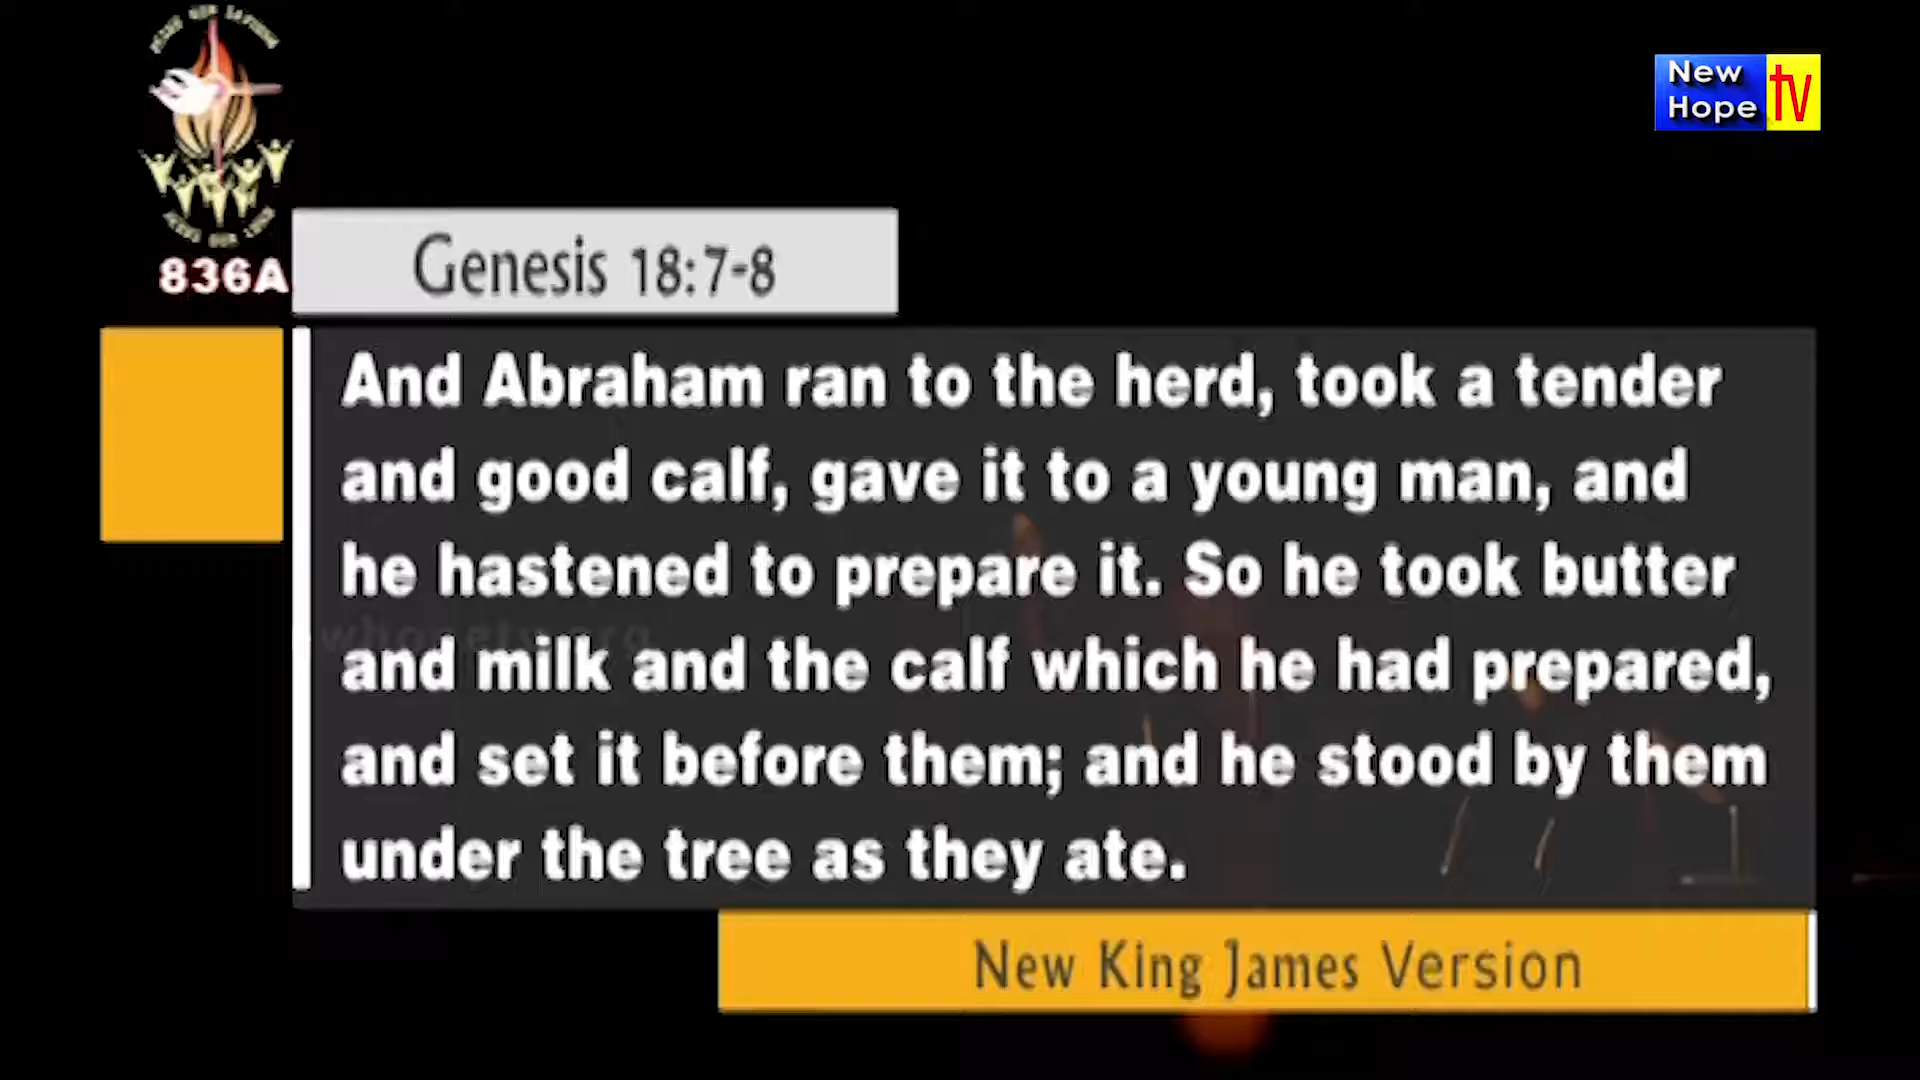 New
Hope
tv
836A
Genesis 18:7-8
And Abraham ran to the herd, took a tender
and good calf, gave it to a young man, and
he hastened to prepare it. So he took butter
and milk and the calf which he had prepared,
and set it before them; and he stood by them
under the tree as they ate.
New King James Version